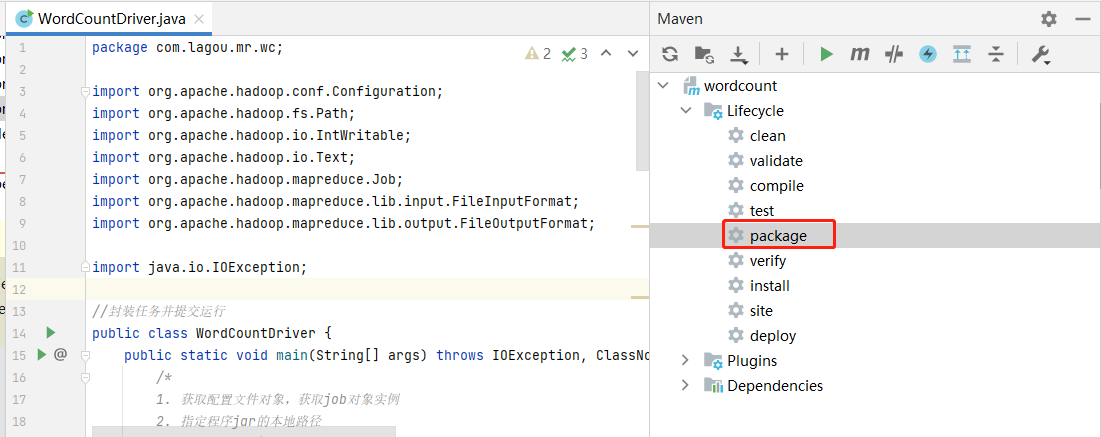 WordCountDriver.java
Maven
1 package com.lagou.mr.wc;
2 3
2
3 import org.apache.hadoop.conf.Configuration;
4 import org.apache.hadoop.fs.Path;
5 import org.apache.hadoop.io.IntWritable;
6 import org.apache.hadoop.io.Text;
7 import org.apache.hadoop.mapreduce.Job;
8 import org.apache.hadoop.mapreduce.lib.input.FileInputFormat;
9 import org.apache.hadoop.mapreduce.lib.output.FileOutputFormat;
10
11 import java.io.IOException;
12
13 //封装任务并提交运行
14 public class WordCountDriver {
15 @ public static void main(String[] args) throws IOException, ClassNo
16 /*
17 1. 获取配置文件对象，获取job对象实例
18 2. 指定程序jar的本地路径
wordcount
Lifecycle
clean
validate
compile
test
package
verify
install
site
deploy
Plugins
Dependencies